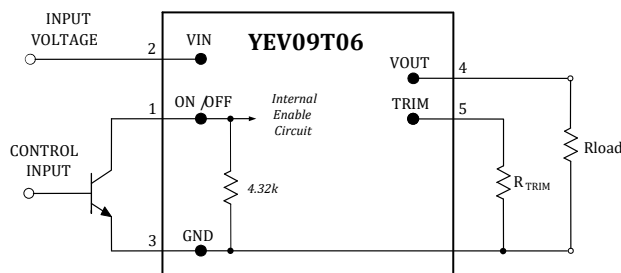 INPUT
VOLTAGE
2
VIN
YEV09T06
VOUT
4
1
ON /OFF
Internal
Enable
Circuit
TRIM
5
CONTROL
INPUT
4.32k
RTRIM
Rload
3
GND